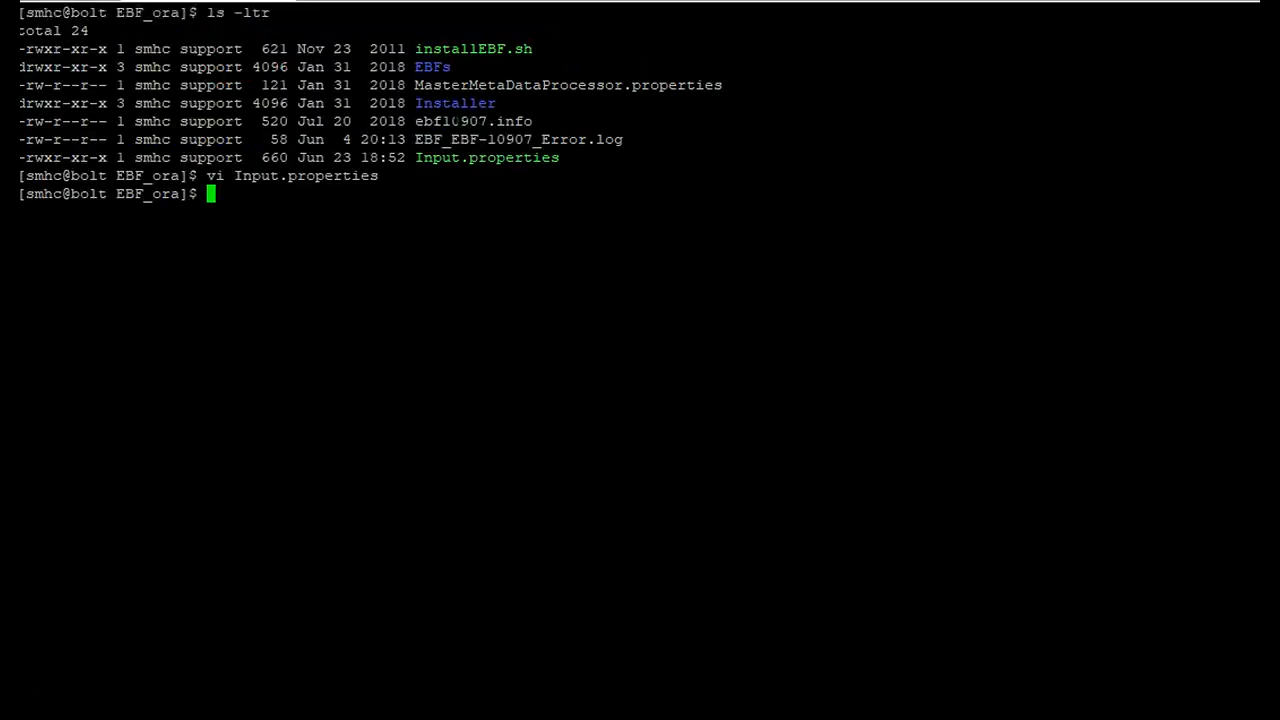 [smhc@bolt EBF_ora]$ ls -ltr
total 24
-rwxr-xr-x 1 smhc support  621 Nov 23  2011 installEBF.sh
drwxr-xr-x 3 smhc support 4096 Jan 31  2018 EBFs
-rw-r--r-- 1 smhc support  121 Jan 31  2018 MasterMetaDataProcessor.properties
drwxr-xr-x 3 smhc support 4096 Jan 31  2018 Installer
-rw-r--r-- 1 smhc support  520 Jul 20  2018 ebf10907.info
-rw-r--r-- 1 smhc support   58 Jun  4 20:13 EBF_EBF-10907_Error.log
-rwxr-xr-x 1 smhc support  660 Jun 23 18:52 Input.properties
[smhc@bolt EBF_ora]$ vi Input.properties
[smhc@bolt EBF_ora]$